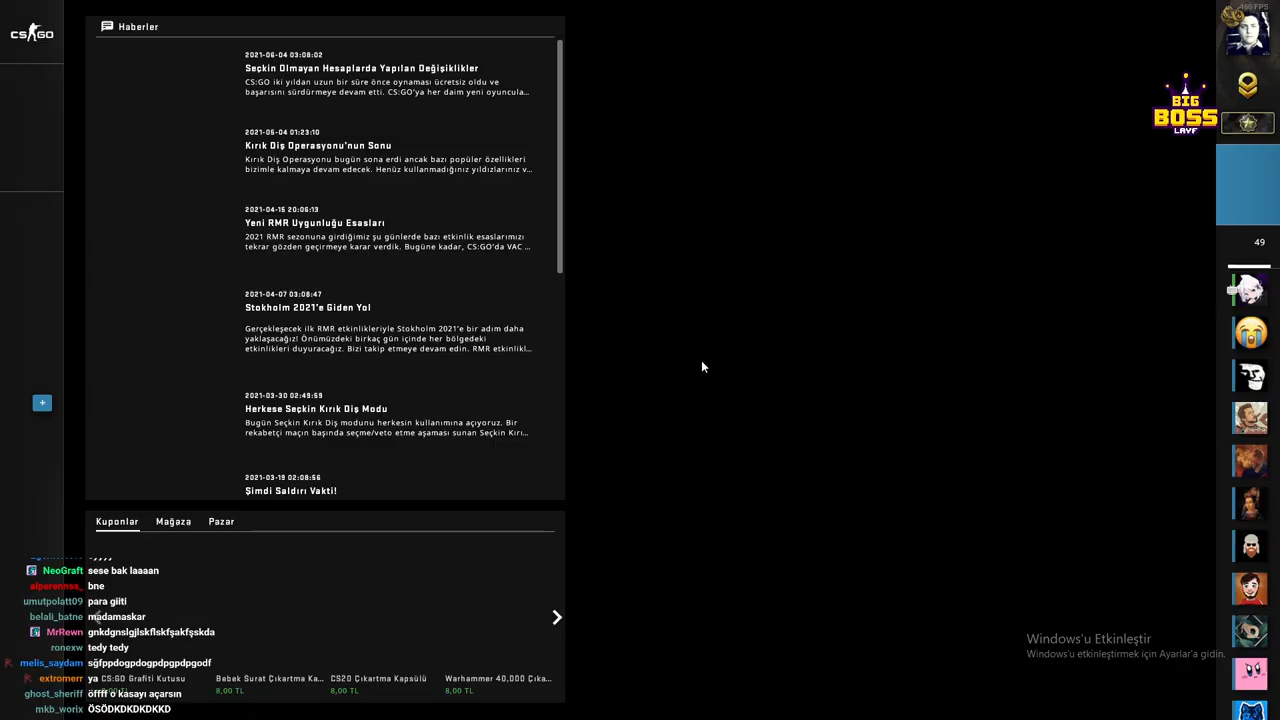 CS:GO
466 FPS
Haberler
2021-06-04 03:08:02
Seçkin Olmayan Hesaplarda Yapılan Değişiklikler
CS:GO iki yıldan uzun bir süre önce oynaması ücretsiz oldu ve
başarısını sürdürmeye devam etti. CS:GO'ya her daim yeni oyuncula...
2021-05-04 01:23:10
Kırık Diş Operasyonu'nun Sonu
Kırık Diş Operasyonu bugün sona erdi ancak bazı popüler özellikleri
bizimle kalmaya devam edecek. Henüz kullanmadığınız yıldızlarınız v...
2021-04-15 20:06:13
Yeni RMR Uygunluğu Esasları
2021 RMR sezonuna girdiğimiz şu günlerde bazı etkinlik esaslarımızı
tekrar gözden geçirmeye karar verdik. Bugüne kadar, CS:GO'da VAC ...
2021-04-07 03:08:47
Stokholm 2021'e Giden Yol
Gerçekleşecek ilk RMR etkinlikleriyle Stokholm 2021'e bir adım daha
yaklaşacağız! Önümüzdeki birkaç gün içinde her bölgedeki
etkinlikleri duyuracağız. Bizi takip etmeye devam edin. RMR etkinlikl...
2021-03-30 02:49:59
Herkese Seçkin Kırık Diş Modu
Bugün Seçkin Kırık Diş modunu herkesin kullanımına açıyoruz. Bir
rekabetçi maçın başında seçme/veto etme aşaması sunan Seçkin Kırı...
2021-03-19 02:08:56
Şimdi Saldırı Vakti!
BIG
BOSS
LAYF
49
Kuponlar Mağaza Pazar
NeoGraft sese bak laaaan
alperennss_ bne
umutpolatt09 para giiti
belali_batne madamaskar
MrRewn gnkdgnslgjlskflskfşakfşskda
ronexw tedy tedy
melis_saydam sğfppdogpdogpdpgpdpgodf
extromerr ya
CS:GO Grafiti Kutusu
Bebek Surat Çıkartma Ka...
8,00 TL
CS20 Çıkartma Kapsülü
8,00 TL
Warhammer 40,000 Çıka...
8,00 TL
ghost_sheriff öffff o kasayı açarsın
mkb_worix ÖSÖDKDKDKDKKD
Windows'u Etkinleştir
Windows'u etkinleştirmek için Ayarlar'a gidin.